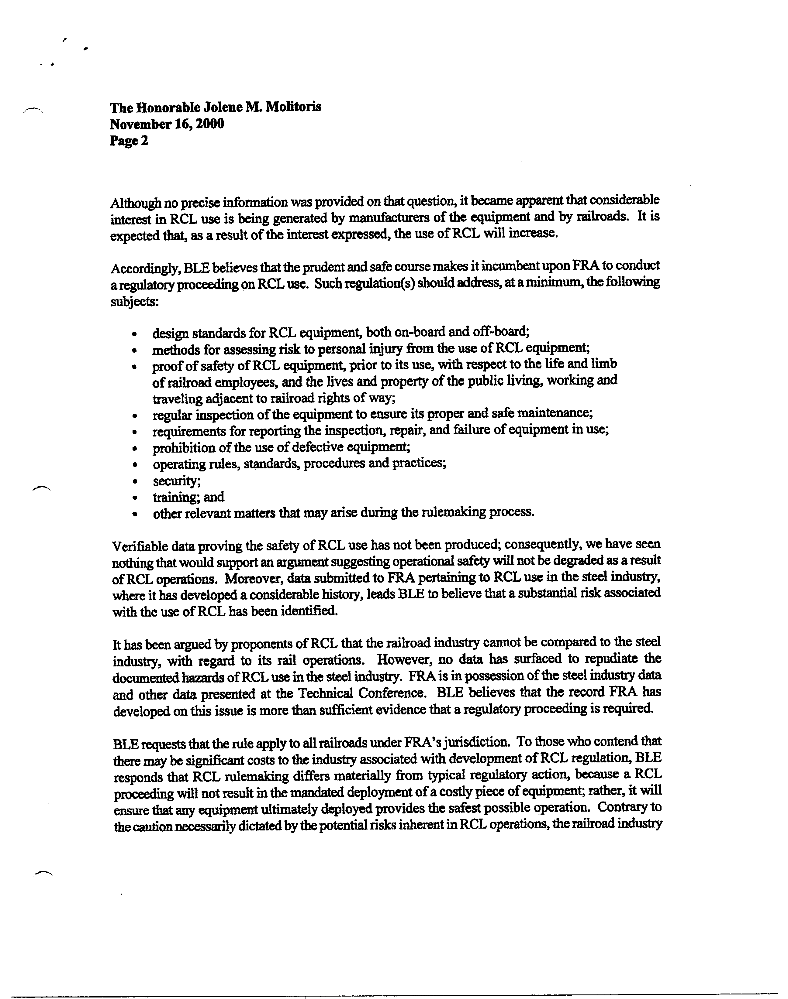 The Honorable Jolene M. Molitoris
November 16, 2000
Page 2
Although no precise information was provided on that question, it became apparent that considerable
interest in RCL use is being generated by manufacturers of the equipment and by railroads. It is
expected that, as a result of the interest expressed, the use of RCL will increase.
Accordingly, BLE believes that the prudent and safe course makes it incumbent upon FRA to conduct
a regulatory proceeding on RCL use. Such regulation(s) should address, at a minimum, the following
subjects:
• design standards for RCL equipment, both on-board and off-board;
• methods for assessing risk to personal injury from the use of RCL equipment;
• proof of safety of RCL equipment, prior to its use, with respect to the life and limb
of railroad employees, and the lives and property of the public living, working and
traveling adjacent to railroad rights of way;
• regular inspection of the equipment to ensure its proper and safe maintenance;
• requirements for reporting the inspection, repair, and failure of equipment in use;
• prohibition of the use of defective equipment;
• operating rules, standards, procedures and practices;
• security;
• training; and
• other relevant matters that may arise during the rulemaking process.
Verifiable data proving the safety of RCL use has not been produced; consequently, we have seen
nothing that would support an argument suggesting operational safety will not be degraded as a result
of RCL operations. Moreover, data submitted to FRA pertaining to RCL use in the steel industry,
where it has developed a considerable history, leads BLE to believe that a substantial risk associated
with the use of RCL has been identified.
It has been argued by proponents of RCL that the railroad industry cannot be compared to the steel
industry, with regard to its rail operations. However, no data has surfaced to repudiate the
documented hazards of RCL use in the steel industry. FRA is in possession of the steel industry data
and other data presented at the Technical Conference. BLE believes that the record FRA has
developed on this issue is more than sufficient evidence that a regulatory proceeding is required.
BLE requests that the rule apply to all railroads under FRA's jurisdiction. To those who contend that
there may be significant costs to the industry associated with development of RCL regulation, BLE
responds that RCL rulemaking differs materially from typical regulatory action, because a RCL
proceeding will not result in the mandated deployment of a costly piece of equipment; rather, it will
ensure that any equipment ultimately deployed provides the safest possible operation. Contrary to
the caution necessarily dictated by the potential risks inherent in RCL operations, the railroad industry